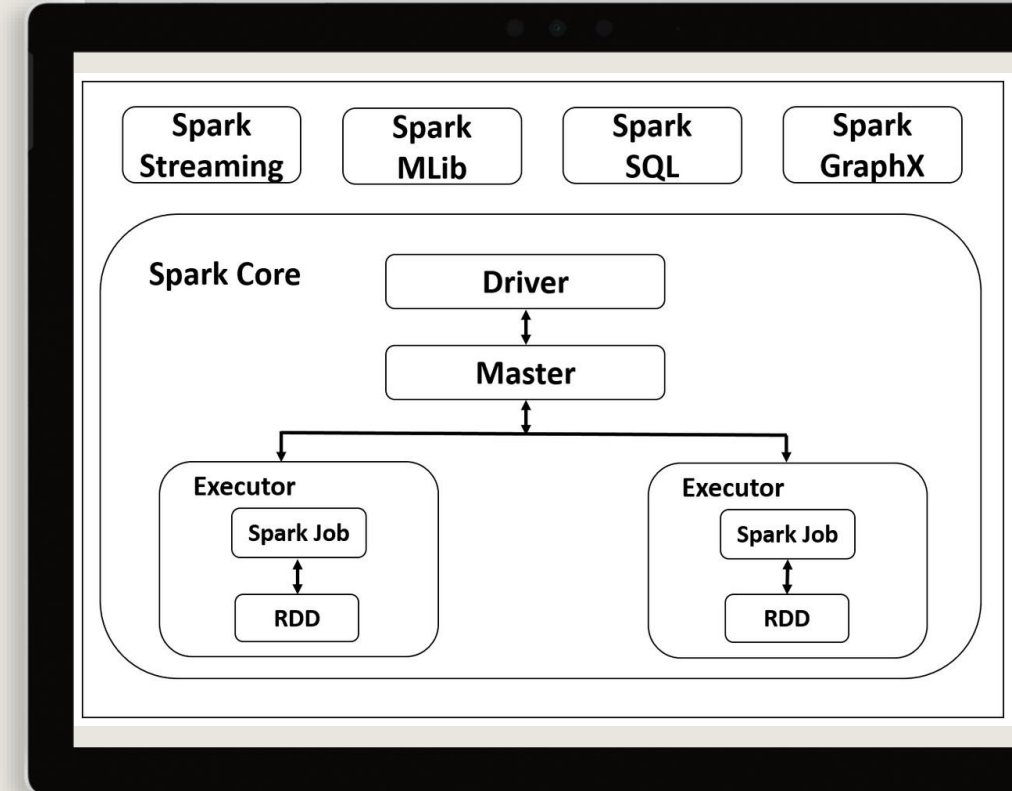 Spark
Streaming
Spark
MLib
Spark
SQL
Spark
GraphX
Spark Core
Driver
Master
Executor
Spark Job
RDD
Executor
Spark Job
RDD